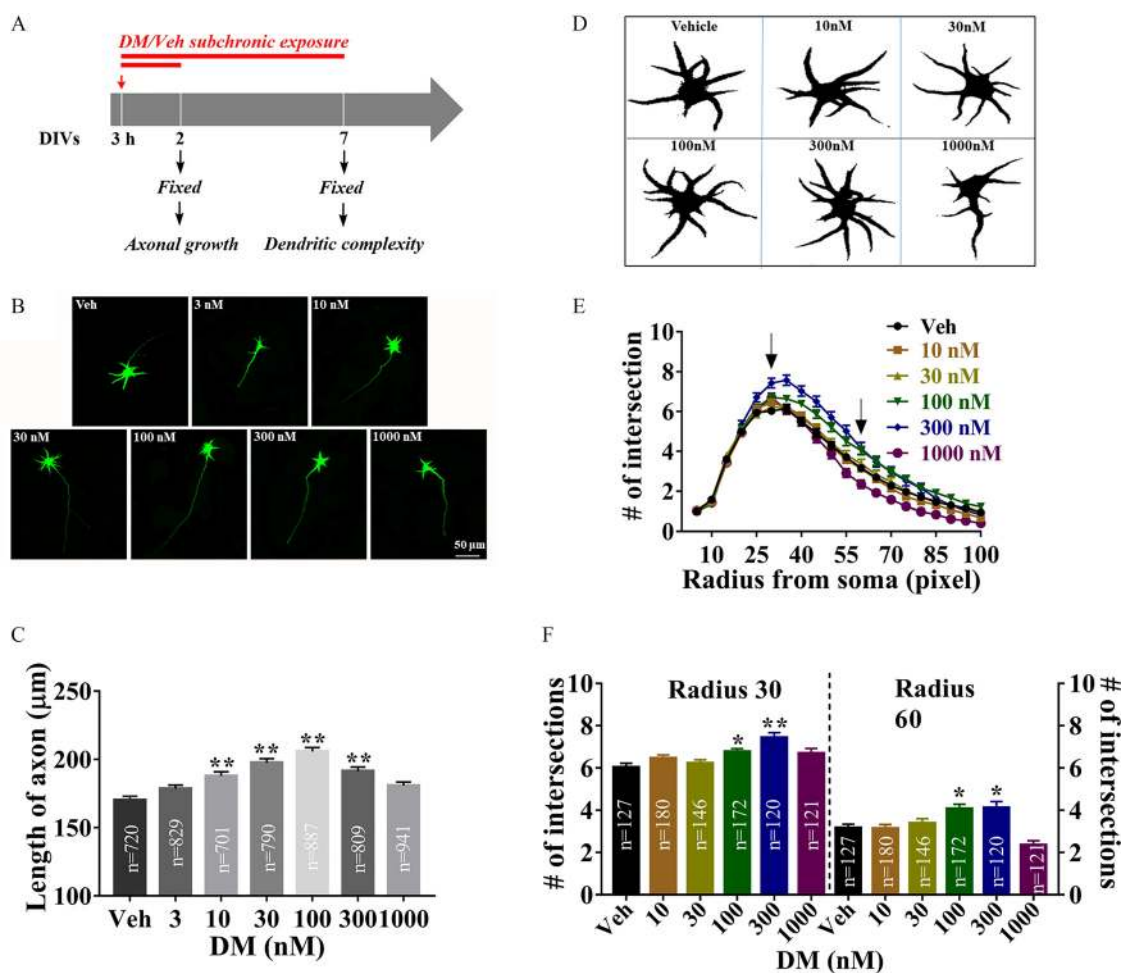 A
DM/Veh subchronic exposure
DIVs 3 h 2 7
Fixed Fixed
Axonal growth Dendritic complexity
B
Veh 3 nM 10 nM
30 nM 100 nM 300 nM 1000 nM
50 μm
C
Length of axon (μm)
250
200
150
100
n=720 n=829 n=701 n=790 n=887 n=809 n=941
** ** ** **
Veh 3 10 30 100 300 1000
DM (nM)
D
Vehicle 10nM 30nM
100nM 300nM 1000nM
E
# of intersection
10
8
6
4
2
0
Veh
10 nM
30 nM
100 nM
300 nM
1000 nM
10 25 40 55 70 85 100
Radius from soma (pixel)
F
# of intersections
10
8
6
4
2
0
Radius 30
* **
n=127 n=180 n=146 n=172 n=120 n=121
Radius
60
* *
n=127 n=180 n=146 n=172 n=120 n=121
10
8
6
4
2
0
# of intersections
Veh 10 30 100 300 1000 Veh 10 30 100 300 1000
DM (nM)